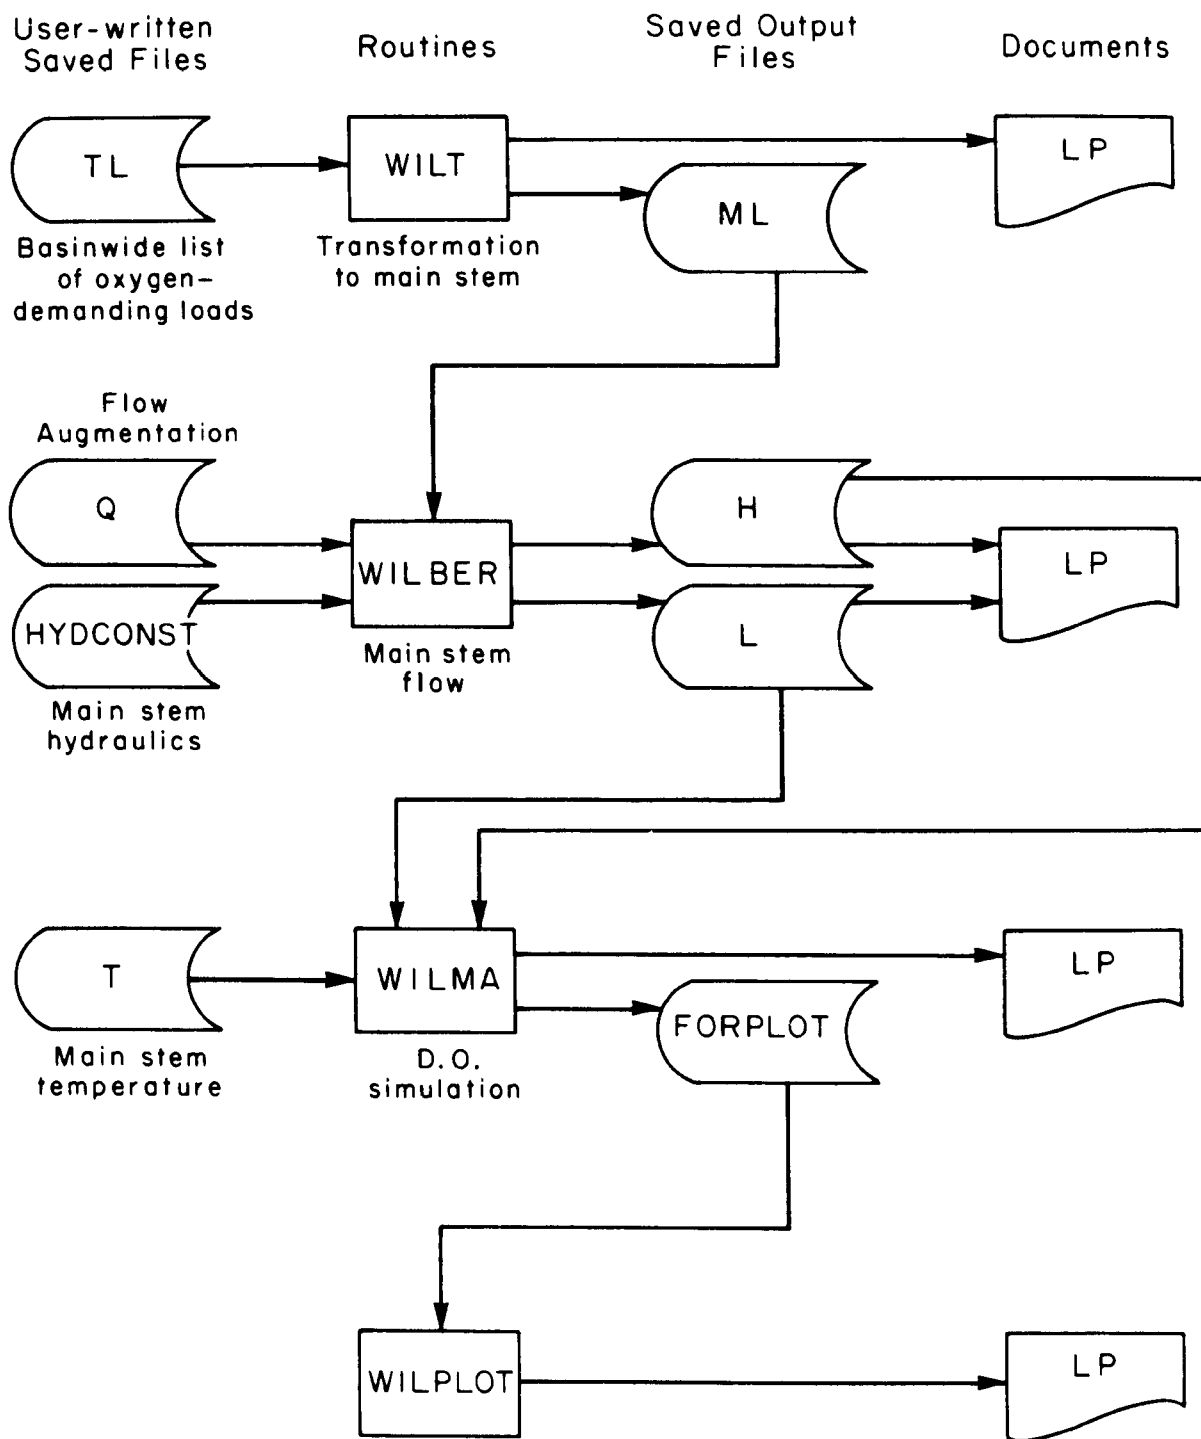 User-written
Saved Files
Routines
Saved Output
Files
Documents
TL
WILT
ML
LP
Basinwide list
of oxygen-
demanding loads
Transformation
to main stem
Flow
Augmentation
Q
HYDCONST
Main stem
hydraulics
WILBER
Main stem
flow
H
L
LP
T
Main stem
temperature
WILMA
D.O.
simulation
FORPLOT
LP
WILPLOT
LP